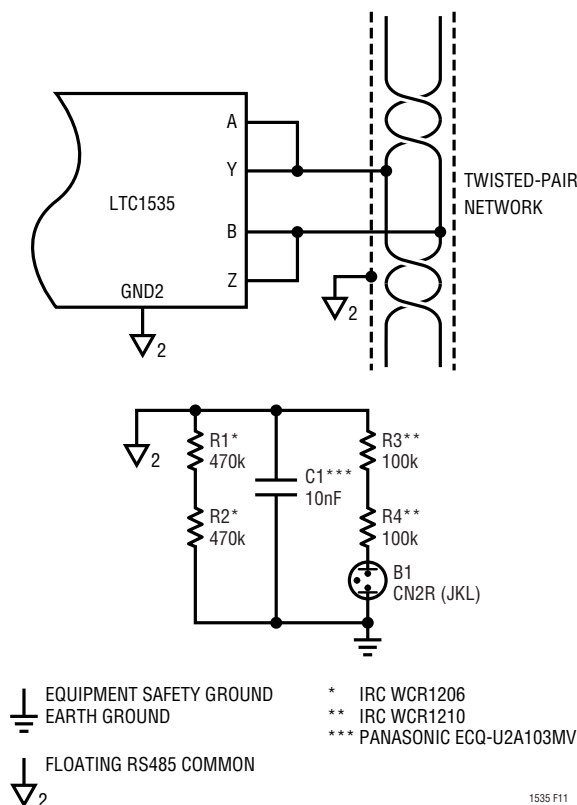 A
Y
LTC1535
B
Z
GND2
2
2
TWISTED-PAIR
NETWORK
2
R1*
470k
R2*
470k
C1***
10nF
R3**
100k
R4**
100k
B1
CN2R (JKL)
EQUIPMENT SAFETY GROUND
EARTH GROUND
FLOATING RS485 COMMON
2
* IRC WCR1206
** IRC WCR1210
*** PANASONIC ECQ-U2A103MV
1535 F11